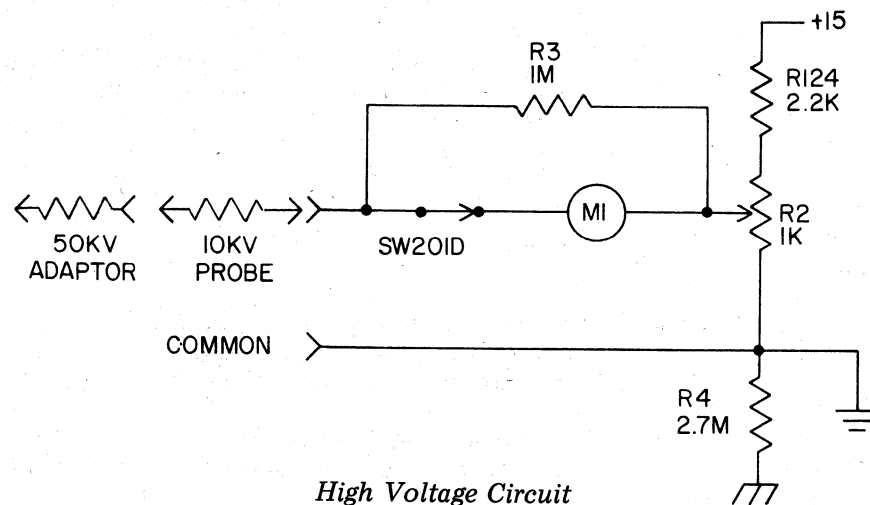 +15
R3
1M
R124
2.2K
50KV
ADAPTOR
10KV
PROBE
SW201D
M1
R2
1K
COMMON
R4
2.7M
High Voltage Circuit